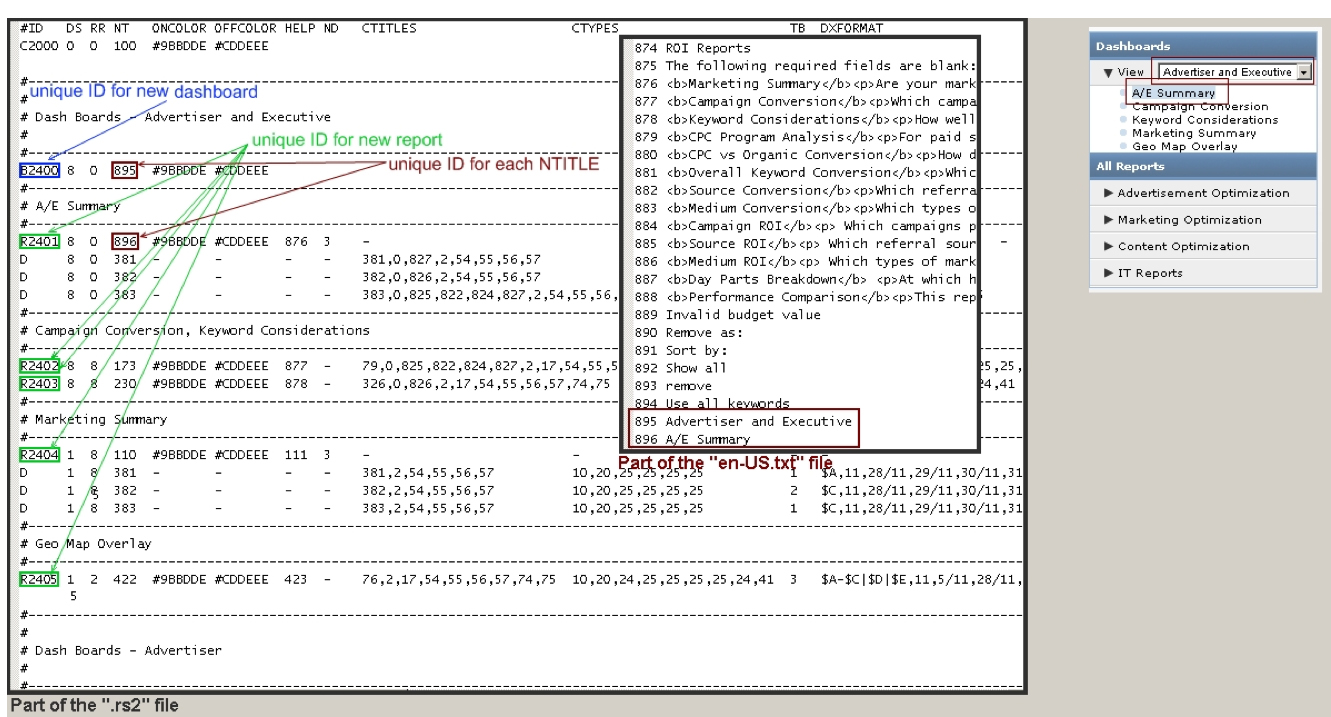 #ID DS RR NT ONCOLOR OFFCOLOR HELP ND CTITLES CTYPES TB DXFORMAT
C2000 0 0 100 #9BBDDE #CDDEEE
#
unique ID for new dashboard
#
# Dash Boards - Advertiser and Executive
#
unique ID for new report
#
unique ID for each NTITLE
B2400 8 0 895 #9BBDDE #CDDEEE
#
# A/E Summary
#
R2401 8 0 896 #9BBDDE #CDDEEE 876 3 - -
D 8 0 381 - - - - 381,0,827,2,54,55,56,57
D 8 0 382 - - - - 382,0,826,2,54,55,56,57
D 8 0 383 - - - - 383,0,825,822,824,827,2,54,55,56,
#
# Campaign Conversion, Keyword Considerations
#
R2402 8 8 173 #9BBDDE #CDDEEE 877 - 79,0,825,822,824,827,2,17,54,55,5 25,25,
R2403 8 8 230 #9BBDDE #CDDEEE 878 - 326,0,826,2,17,54,55,56,57,74,75 24,41
#
# Marketing Summary
#
R2404 1 8 110 #9BBDDE #CDDEEE 111 3 - - - -
D 1 8 381 - - - - 381,2,54,55,56,57 10,20,25,25,25,25 1 $A,11,28/11,29/11,30/11,31
D 1 8 382 - - - - 382,2,54,55,56,57 10,20,25,25,25,25 2 $C,11,28/11,29/11,30/11,31
5
D 1 8 383 - - - - 383,2,54,55,56,57 10,20,25,25,25,25 1 $C,11,28/11,29/11,30/11,31
#
# Geo Map Overlay
#
R2405 1 2 422 #9BBDDE #CDDEEE 423 - 76,2,17,54,55,56,57,74,75 10,20,24,25,25,25,25,24,41 3 $A-$C|$D|$E,11,5/11,28/11,
5
#
#
# Dash Boards - Advertiser
#
#
Part of the ".rs2" file
874 ROI Reports
875 The following required fields are blank:
876 <b>Marketing Summary</b><p>Are your mark
877 <b>Campaign Conversion</b><p>Which campa
878 <b>Keyword Considerations</b><p>How well
879 <b>CPC Program Analysis</b><p>For paid s
880 <b>CPC vs Organic Conversion</b><p>How d
881 <b>Overall Keyword Conversion</b><p>Whic
882 <b>Source Conversion</b><p>Which referra
883 <b>Medium Conversion</b><p>Which types o
884 <b>Campaign ROI</b><p> Which campaigns p
885 <b>Source ROI</b><p> Which referral sour
886 <b>Medium ROI</b><p> Which types of mark
887 <b>Day Parts Breakdown</b> <p>At which h
888 <b>Performance Comparison</b><p>This rep
889 Invalid budget value
890 Remove as:
891 Sort by:
892 Show all
893 remove
894 Use all keywords
895 Advertiser and Executive
896 A/E Summary
Part of the "en-US.txt" file
Dashboards
View Advertiser and Executive
A/E Summary
Campaign Conversion
Keyword Considerations
Marketing Summary
Geo Map Overlay
All Reports
Advertisement Optimization
Marketing Optimization
Content Optimization
IT Reports